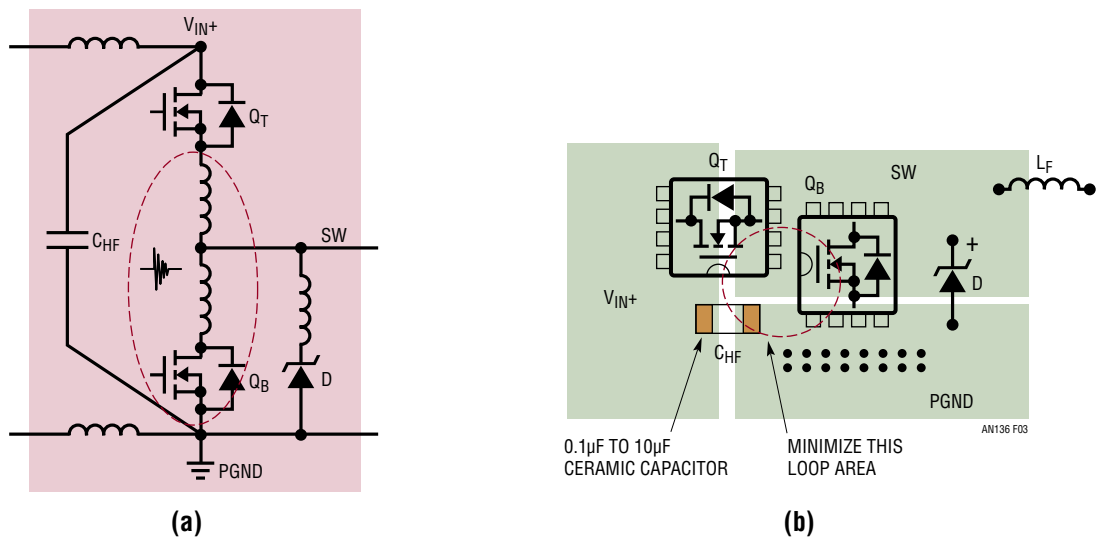 VIN+
QT
CHF
SW
QB
D
PGND
(a)
QT
QB
SW
LF
+
D
VIN+
CHF
PGND
AN136 F03
0.1µF TO 10µF
CERAMIC CAPACITOR
MINIMIZE THIS
LOOP AREA
(b)